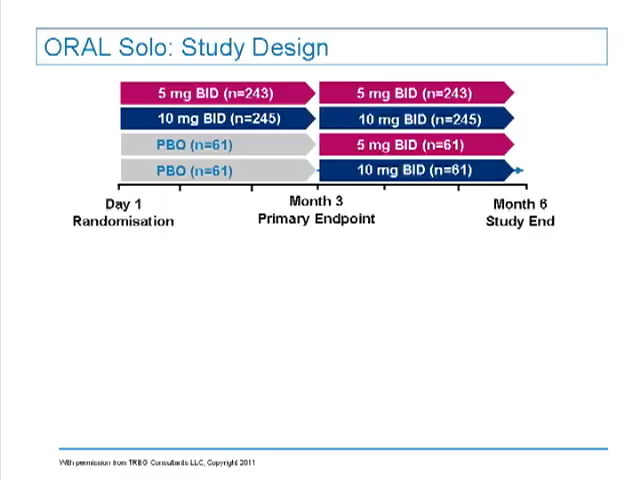 ORAL Solo: Study Design
5 mg BID (n=243) 5 mg BID (n=243)
10 mg BID (n=245) 10 mg BID (n=245)
PBO (n=61) 5 mg BID (n=61)
PBO (n=61) 10 mg BID (n=61)
Day 1 Month 3 Month 6
Randomisation Primary Endpoint Study End
With permission from TREG Consultants LLC, Copyright 2011